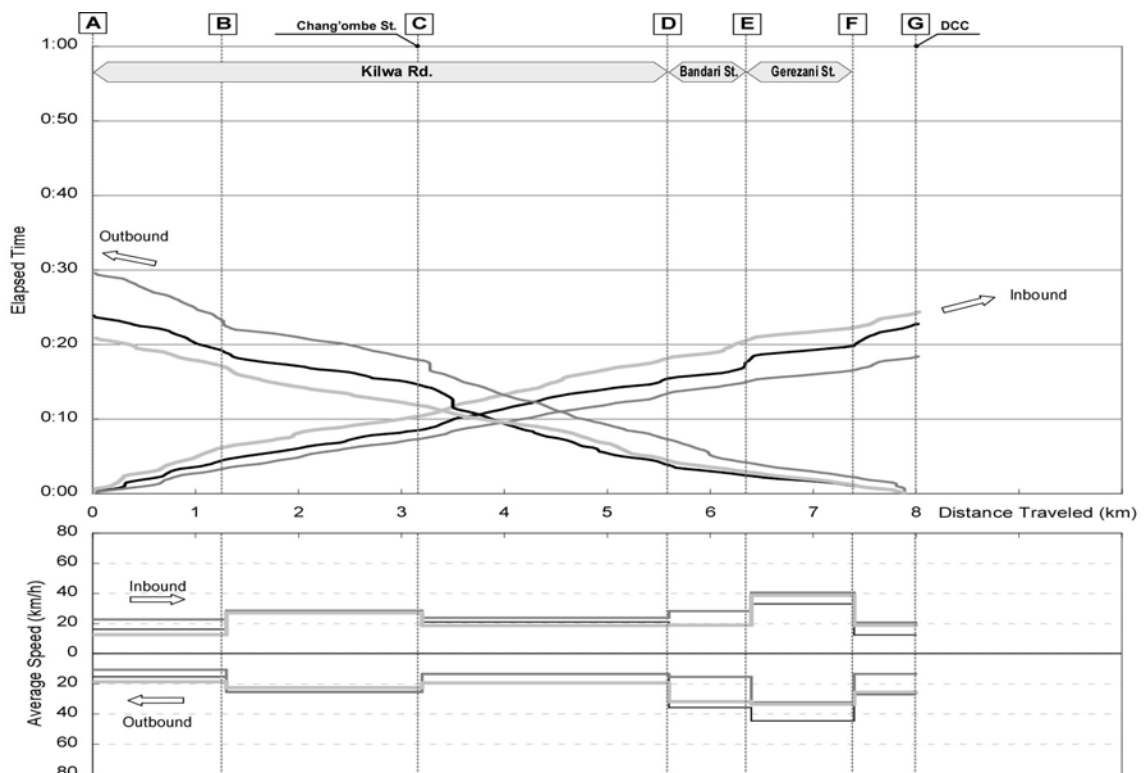 A B Chang'ombe St. C D E F G DCC
1:00
Kilwa Rd. Bandari St. Gerezani St.
0:50
0:40
Outbound
0:30
Inbound
0:20
0:10
0:00
Elapsed Time
0 1 2 3 4 5 6 7 8 Distance Traveled (km)
80
60
Inbound
40
20
0
20
Outbound
40
60
80
Average Speed (km/h)